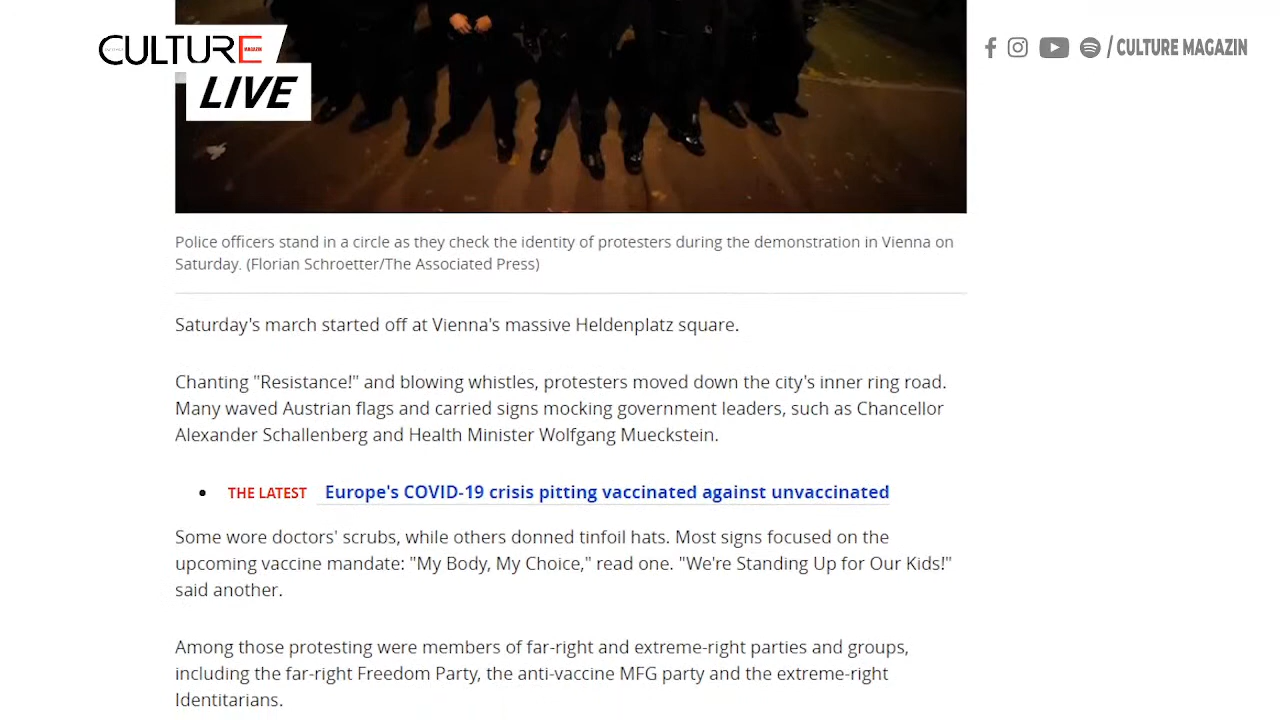 CULTURE
MAGAZIN
LIVE
/ CULTURE MAGAZIN
Police officers stand in a circle as they check the identity of protesters during the demonstration in Vienna on
Saturday. (Florian Schroetter/The Associated Press)
Saturday's march started off at Vienna's massive Heldenplatz square.
Chanting "Resistance!" and blowing whistles, protesters moved down the city's inner ring road.
Many waved Austrian flags and carried signs mocking government leaders, such as Chancellor
Alexander Schallenberg and Health Minister Wolfgang Mueckstein.
• THE LATEST Europe's COVID-19 crisis pitting vaccinated against unvaccinated
Some wore doctors' scrubs, while others donned tinfoil hats. Most signs focused on the
upcoming vaccine mandate: "My Body, My Choice," read one. "We're Standing Up for Our Kids!"
said another.
Among those protesting were members of far-right and extreme-right parties and groups,
including the far-right Freedom Party, the anti-vaccine MFG party and the extreme-right
Identitarians.